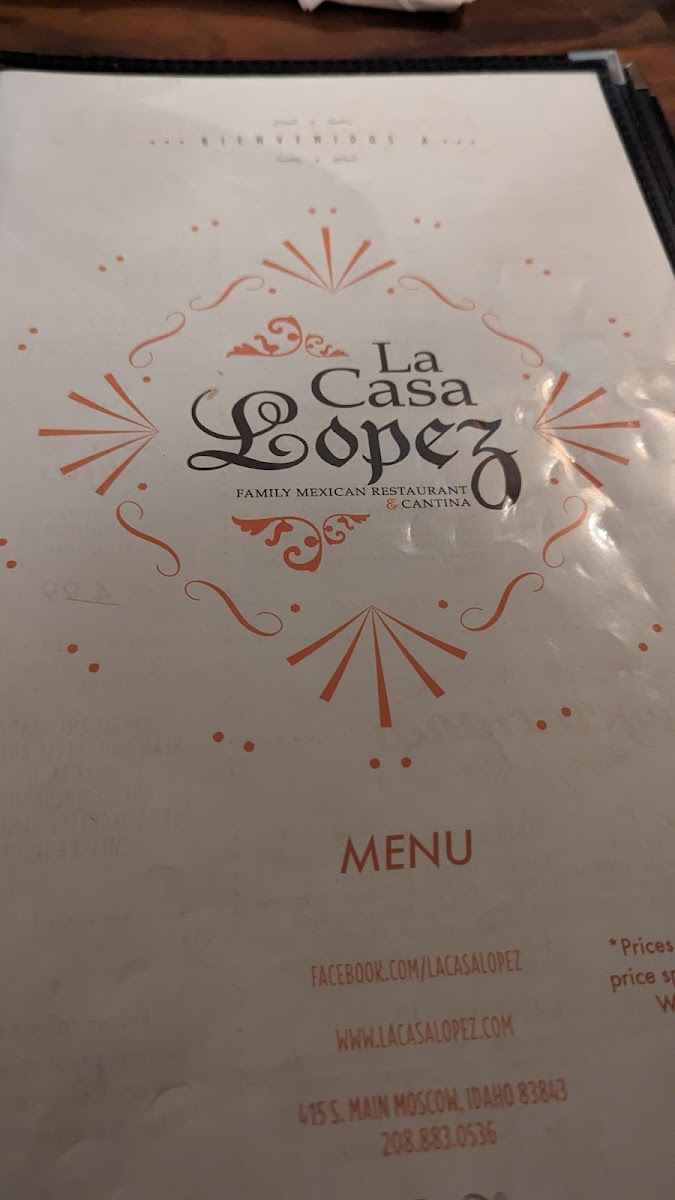 BIENVENIDOS A
La
Casa
Lopez
FAMILY MEXICAN RESTAURANT
& CANTINA
MENU
FACEBOOK.COM/LACASALOPEZ
WWW.LACASALOPEZ.COM
415 S. MAIN MOSCOW, IDAHO 83843
208.883.0536
*Prices
price sp
W